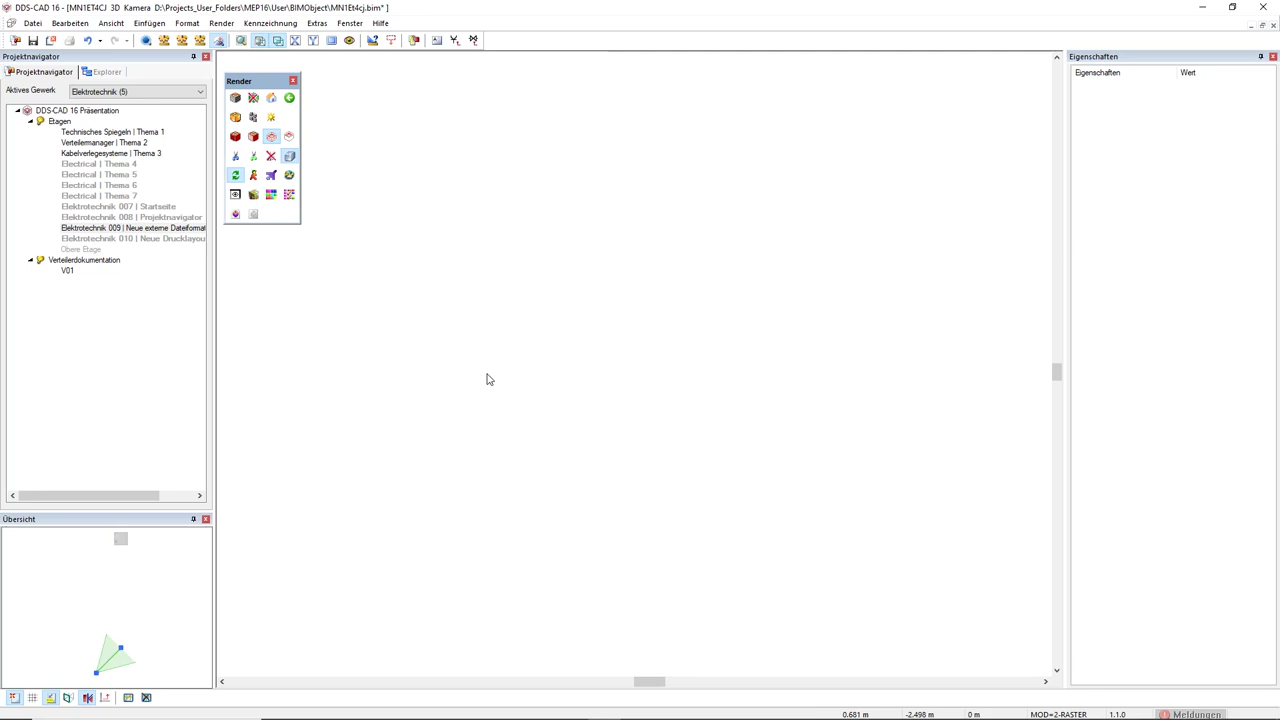 DDS-CAD 16 - [MN1ET4CJ 3D Kamera D:\Projects_User_Folders\MEP16\User\BIMObject\MN1Et4cj.bim* ]
Datei Bearbeiten Ansicht Einfügen Format Render Kennzeichnung Extras Fenster Hilfe
Projektnavigator
Projektnavigator Explorer
Aktives Gewerk Elektrotechnik (5)
DDS-CAD 16 Präsentation
Etagen
Technisches Spiegeln | Thema 1
Verteilermanager | Thema 2
Kabelverlegesysteme | Thema 3
Electrical | Thema 4
Electrical | Thema 5
Electrical | Thema 6
Electrical | Thema 7
Elektrotechnik 007 | Startseite
Elektrotechnik 008 | Projektnavigator
Elektrotechnik 009 | Neue externe Dateiformat
Elektrotechnik 010 | Neue Drucklayou
Obere Etage
Verteilerdokumentation
V01
Übersicht
Render
Eigenschaften
Eigenschaften Wert
0.681 m -2.498 m 0 m MOD=2-RASTER 1.1.0 Meldungen